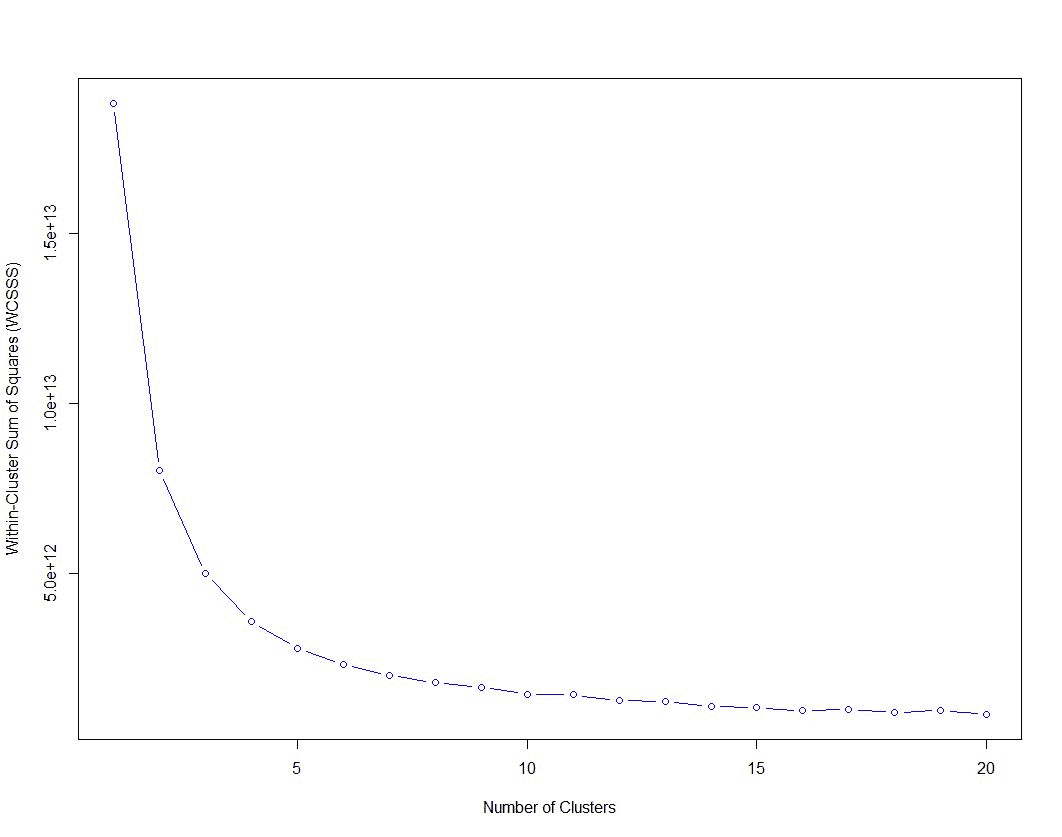 Within-Cluster Sum of Squares (WCSSS)
1.5e+13
1.0e+13
5.0e+12
5 10 15 20
Number of Clusters